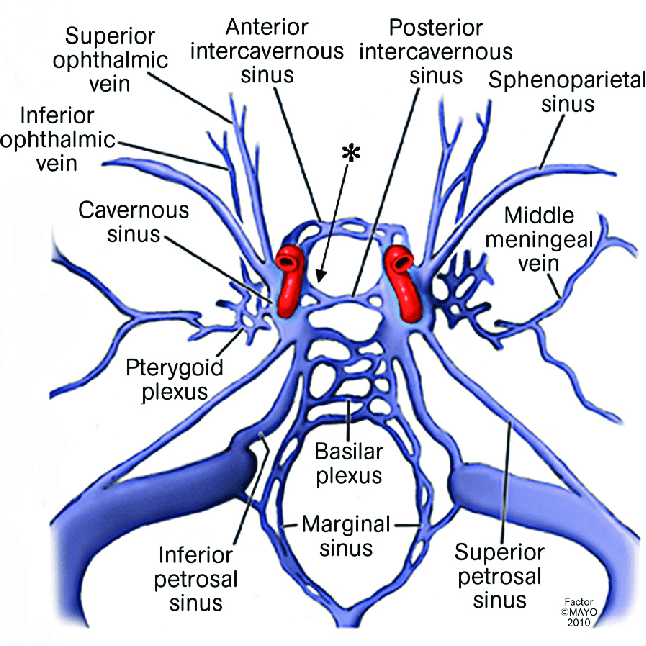 Superior
ophthalmic
vein
Anterior
intercavernous
sinus
Posterior
intercavernous
sinus
Sphenoparietal
sinus
Inferior
ophthalmic
vein
*
Cavernous
sinus
Middle
meningeal
vein
Pterygoid
plexus
Basilar
plexus
Marginal
sinus
Inferior
petrosal
sinus
Superior
petrosal
sinus
Factor
©MAYO
2010